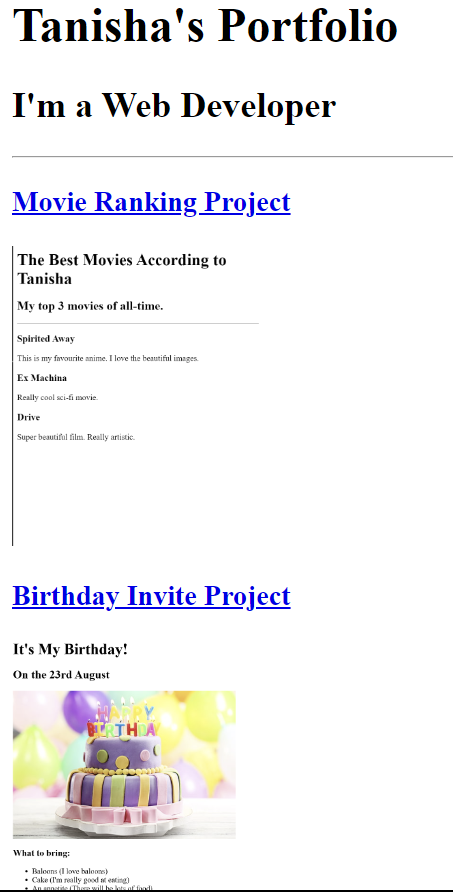 Tanisha's Portfolio
I'm a Web Developer
Movie Ranking Project
The Best Movies According to
Tanisha
My top 3 movies of all-time.
Spirited Away
This is my favourite anime. I love the beautiful images.
Ex Machina
Really cool sci-fi movie.
Drive
Super beautiful film. Really artistic.
Birthday Invite Project
It's My Birthday!
On the 23rd August
HAPPY
BIRTHDAY
What to bring:
Baloons (I love baloons)
Cake (I'm really good at eating)
An appetite (There will be lots of food)